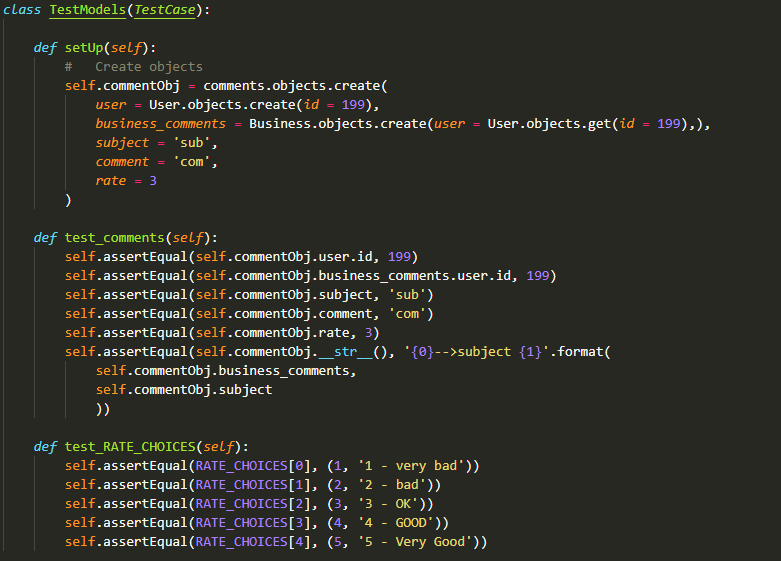 class TestModels(TestCase):
    def setUp(self):
        #   Create objects
        self.commentObj = comments.objects.create(
            user = User.objects.create(id = 199),
            business_comments = Business.objects.create(user = User.objects.get(id = 199),),
            subject = 'sub',
            comment = 'com',
            rate = 3
        )
    def test_comments(self):
        self.assertEqual(self.commentObj.user.id, 199)
        self.assertEqual(self.commentObj.business_comments.user.id, 199)
        self.assertEqual(self.commentObj.subject, 'sub')
        self.assertEqual(self.commentObj.comment, 'com')
        self.assertEqual(self.commentObj.rate, 3)
        self.assertEqual(self.commentObj.__str__(), '{0}-->subject {1}'.format(
            self.commentObj.business_comments,
            self.commentObj.subject
            ))
    def test_RATE_CHOICES(self):
        self.assertEqual(RATE_CHOICES[0], (1, '1 - very bad'))
        self.assertEqual(RATE_CHOICES[1], (2, '2 - bad'))
        self.assertEqual(RATE_CHOICES[2], (3, '3 - OK'))
        self.assertEqual(RATE_CHOICES[3], (4, '4 - GOOD'))
        self.assertEqual(RATE_CHOICES[4], (5, '5 - Very Good'))